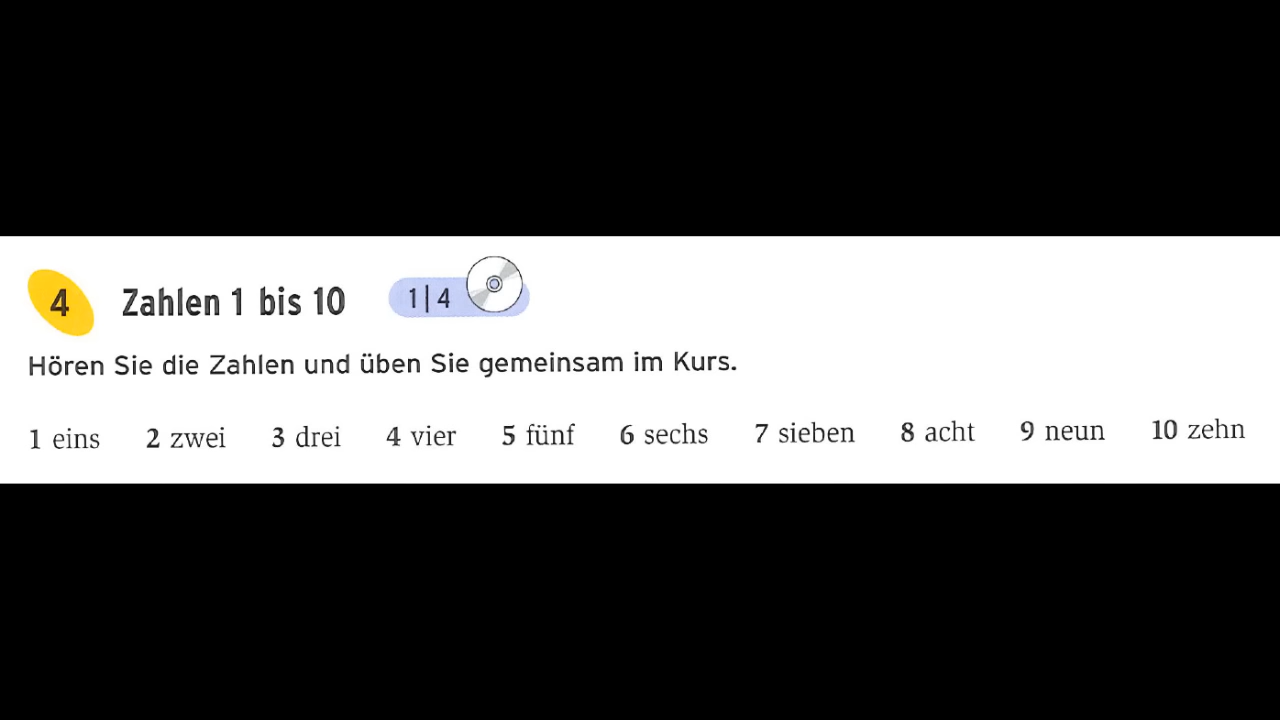 4 Zahlen 1 bis 10 1|4
Hören Sie die Zahlen und üben Sie gemeinsam im Kurs.
1 eins 2 zwei 3 drei 4 vier 5 fünf 6 sechs 7 sieben 8 acht 9 neun 10 zehn